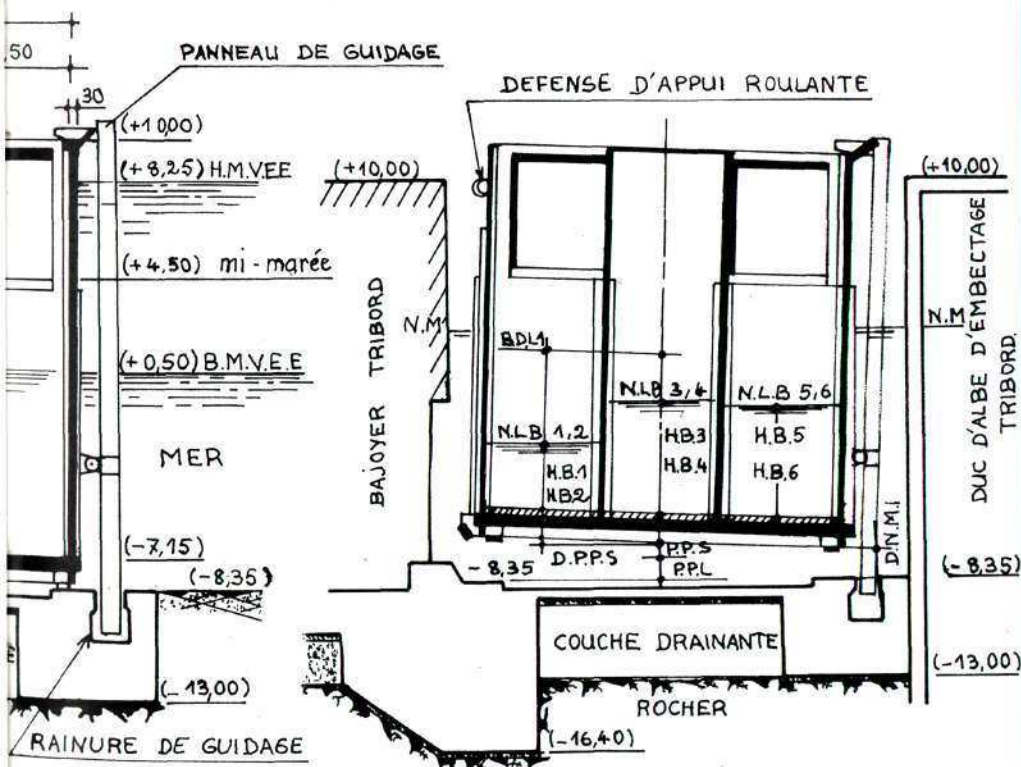 ,50
PANNEAU DE GUIDAGE
30
DEFENSE D'APPUI ROULANTE
(+10,00)
(+8,25) H.M.V.E.E
(+4,50) mi-marée
(+0,50) B.M.V.E.E
MER
(-7,15)
(-8,35)
(-13,00)
RAINURE DE GUIDAGE
(+10,00)
BAJOYER TRIBORD
N.M
B.D.L.1
N.L.B 1,2
H.B.1
H.B.2
N.L.B 3,4
H.B.3
H.B.4
N.L.B 5,6
H.B.5
H.B.6
D.P.P.S
P.P.S
P.P.L
- 8,35
COUCHE DRAINANTE
ROCHER
(-16,40)
(+10,00)
N.M
DUC D'ALBE D'EMBECTAGE
TRIBORD.
D.N.M.1
(-8,35)
(-13,00)